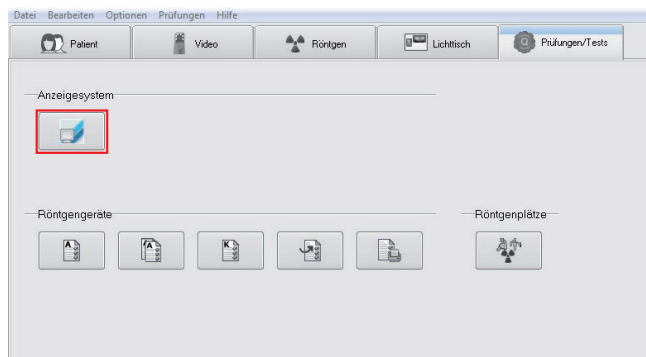 Datei Bearbeiten Optionen Prüfungen Hilfe
Patient Video Röntgen Lichttisch Prüfungen/Tests
Anzeigesystem
Röntgengeräte Röntgenplätze
A A K